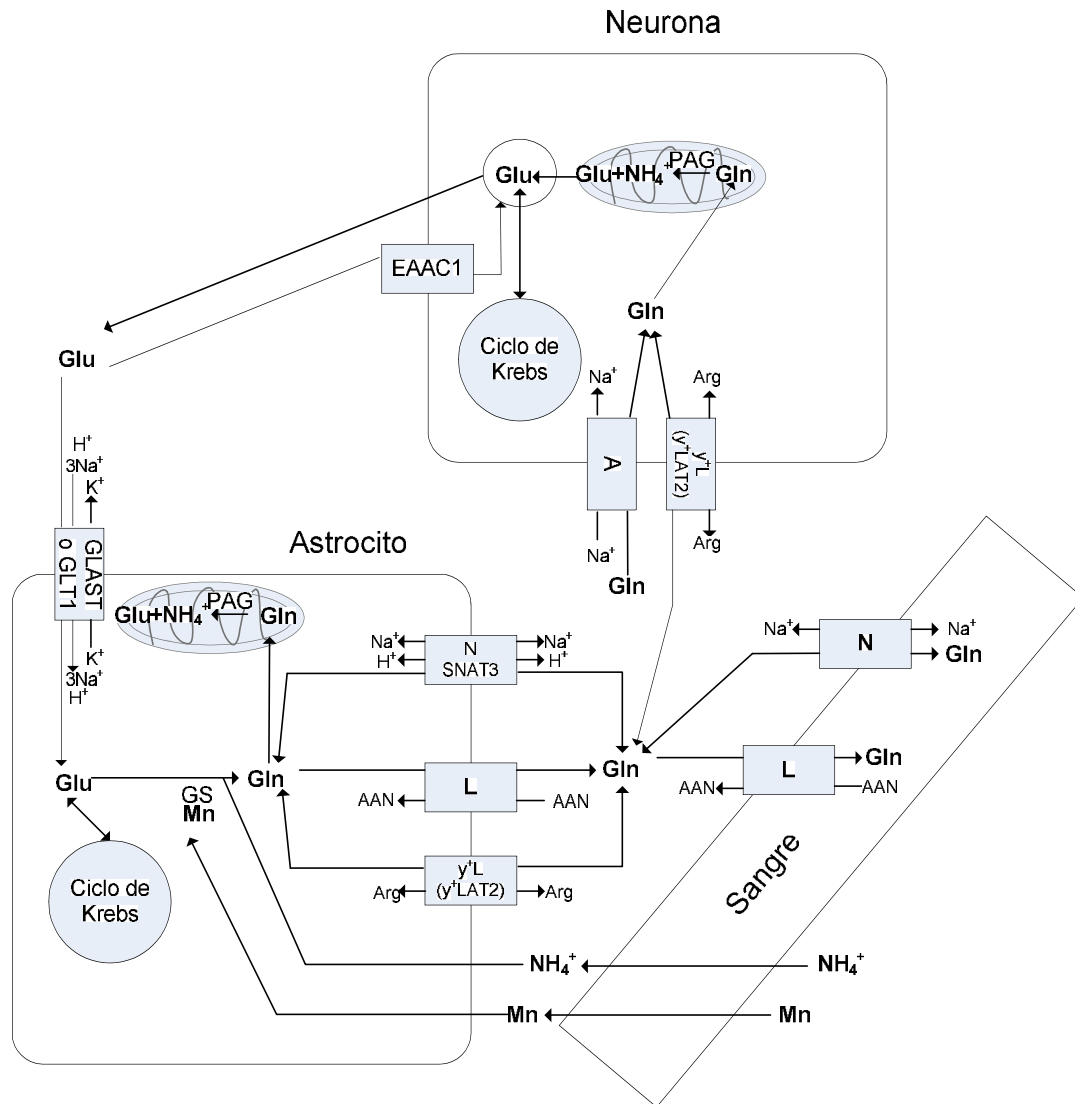 Neurona
Glu
Glu+NH₄⁺
PAG
Gln
EAAC1
Gln
Ciclo de
Krebs
Glu
Na⁺
Arg
A
y⁺L
(y⁺LAT2)
H⁺
3Na⁺
K⁺
Na⁺
Arg
Gln
Astrocito
GLAST
o GLT1
Glu+NH₄⁺
PAG
Gln
K⁺
3Na⁺
H⁺
Na⁺
H⁺
N
SNAT3
Na⁺
H⁺
Na⁺
N
Na⁺
Gln
Glu
GS
Mn
Gln
AAN
L
AAN
Gln
AAN
L
Gln
AAN
Ciclo de
Krebs
Arg
y⁺L
(y⁺LAT2)
Arg
Sangre
NH₄⁺
NH₄⁺
Mn
Mn